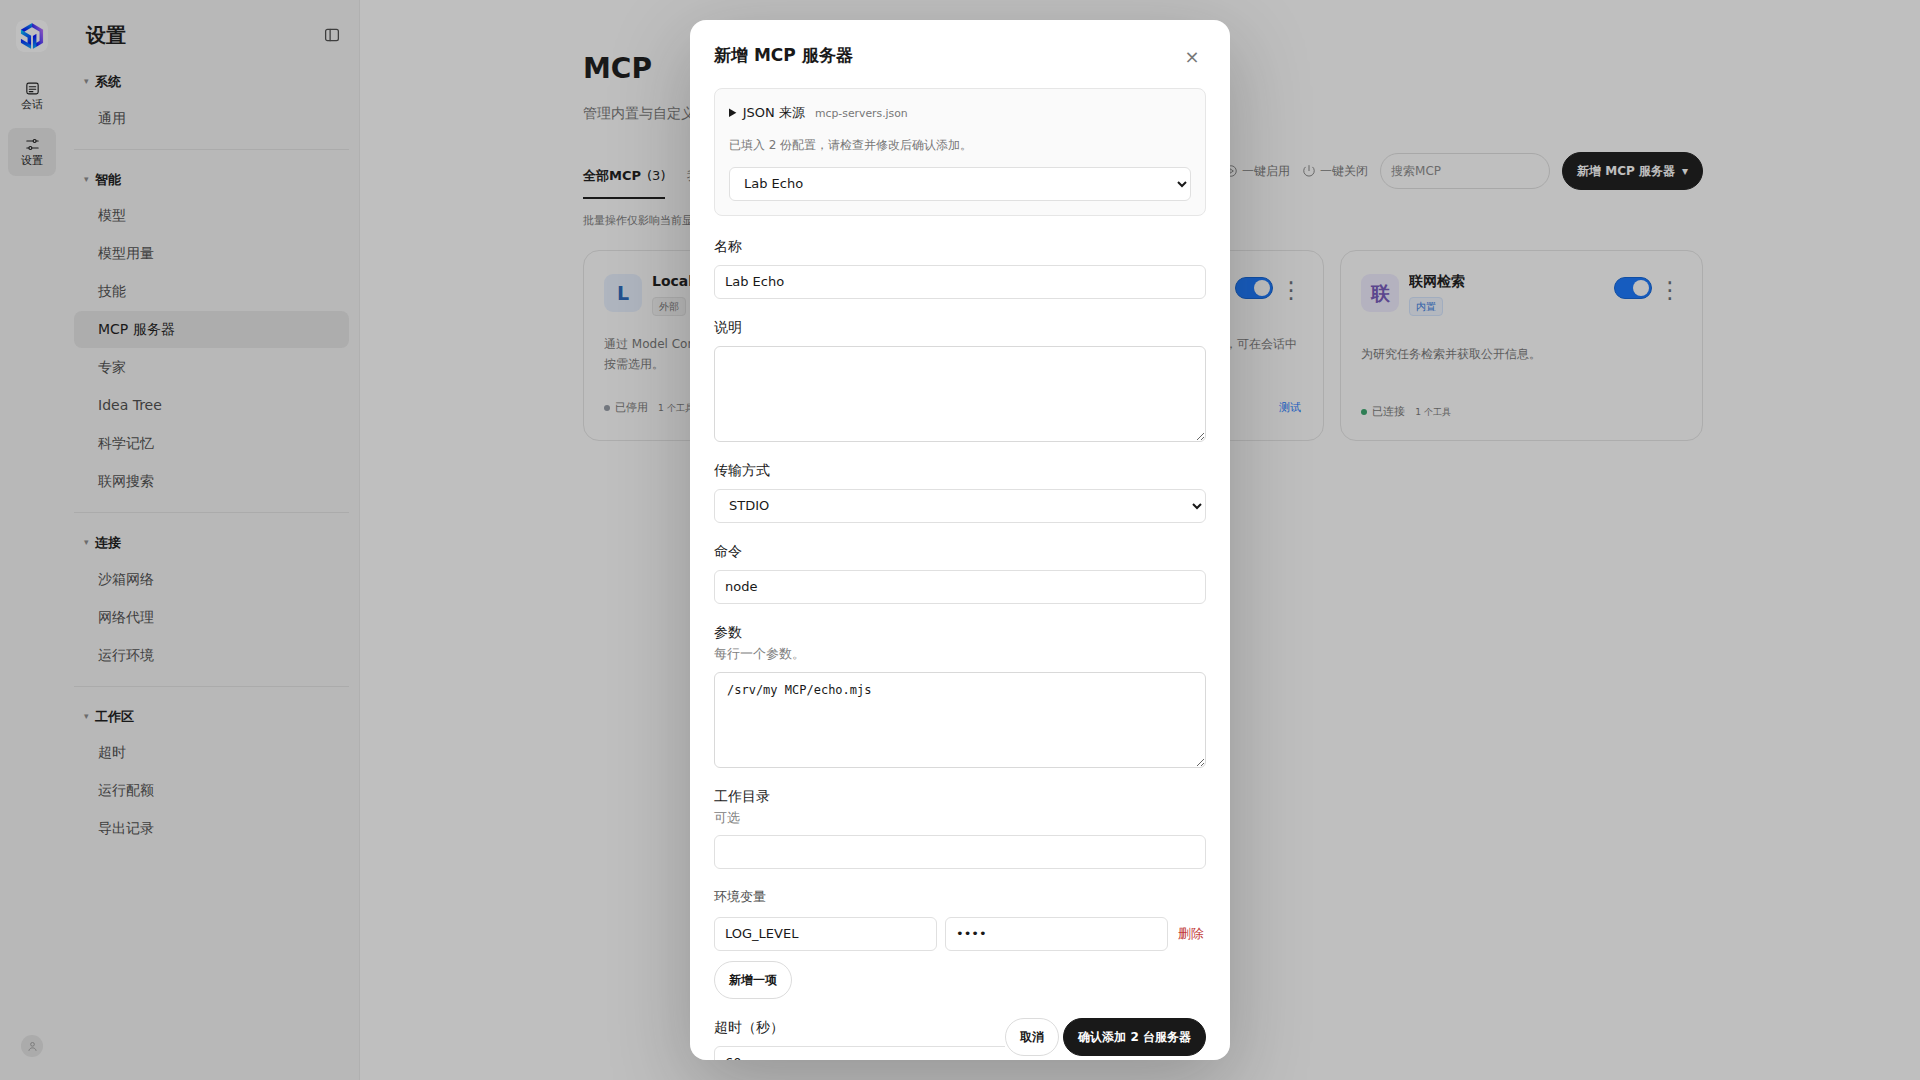 设置
会话
设置
▾ 系统
通用
▾ 智能
模型
模型用量
技能
MCP 服务器
专家
Idea Tree
科学记忆
联网搜索
▾ 连接
沙箱网络
网络代理
运行环境
▾ 工作区
超时
运行配额
导出记录
MCP
管理内置与自定义
全部MCP (3)
一键启用
一键关闭
搜索MCP
新增 MCP 服务器 ▾
批量操作仅影响当前显
L
Local
外部
通过 Model Con
按需选用。
已停用 1 个工具
，可在会话中
测试
联
联网检索
内置
为研究任务检索并获取公开信息。
已连接 1 个工具
新增 MCP 服务器
×
▶ JSON 来源 mcp-servers.json
已填入 2 份配置，请检查并修改后确认添加。
Lab Echo
名称
Lab Echo
说明
传输方式
STDIO
命令
node
参数
每行一个参数。
/srv/my MCP/echo.mjs
工作目录
可选
环境变量
LOG_LEVEL
••••
删除
新增一项
超时（秒）
60
取消
确认添加 2 台服务器